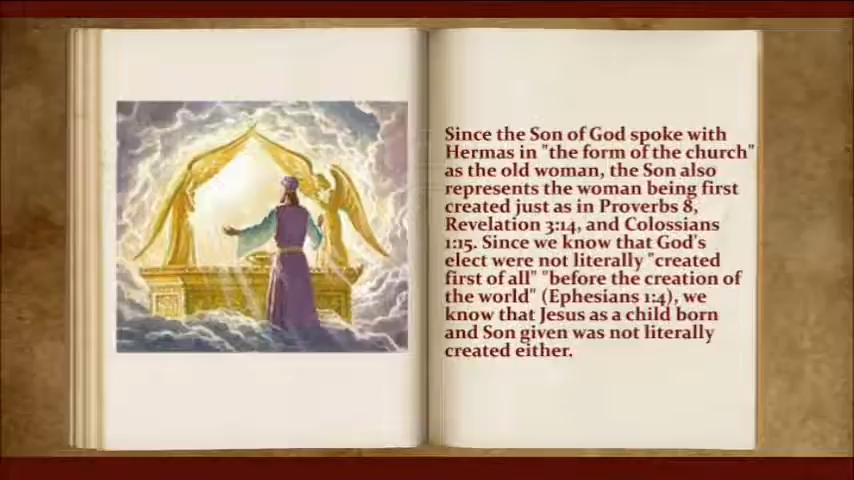 Since the Son of God spoke with
Hermas in "the form of the church"
as the old woman, the Son also
represents the woman being first
created just as in Proverbs 8,
Revelation 3:14, and Colossians
1:15. Since we know that God's
elect were not literally "created
first of all" "before the creation of
the world" (Ephesians 1:4), we
know that Jesus as a child born
and Son given was not literally
created either.